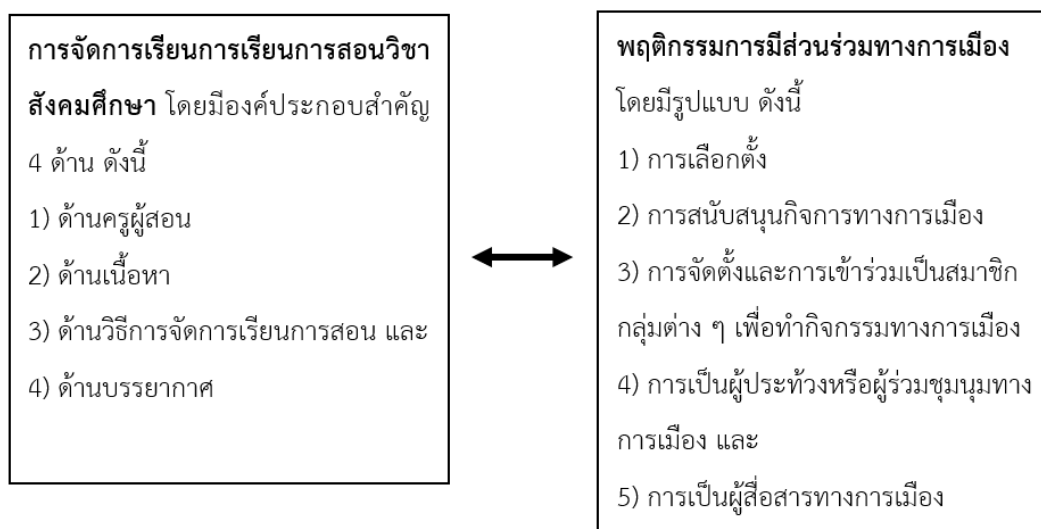 การจัดการเรียนการเรียนการสอนวิชา
สังคมศึกษา โดยมีองค์ประกอบสำคัญ
4 ด้าน ดังนี้
1) ด้านครูผู้สอน
2) ด้านเนื้อหา
3) ด้านวิธีการจัดการเรียนการสอน และ
4) ด้านบรรยากาศ
พฤติกรรมการมีส่วนร่วมทางการเมือง
โดยมีรูปแบบ ดังนี้
1) การเลือกตั้ง
2) การสนับสนุนกิจการทางการเมือง
3) การจัดตั้งและการเข้าร่วมเป็นสมาชิก
กลุ่มต่าง ๆ เพื่อทำกิจกรรมทางการเมือง
4) การเป็นผู้ประท้วงหรือผู้ร่วมชุมนุมทาง
การเมือง และ
5) การเป็นผู้สื่อสารทางการเมือง